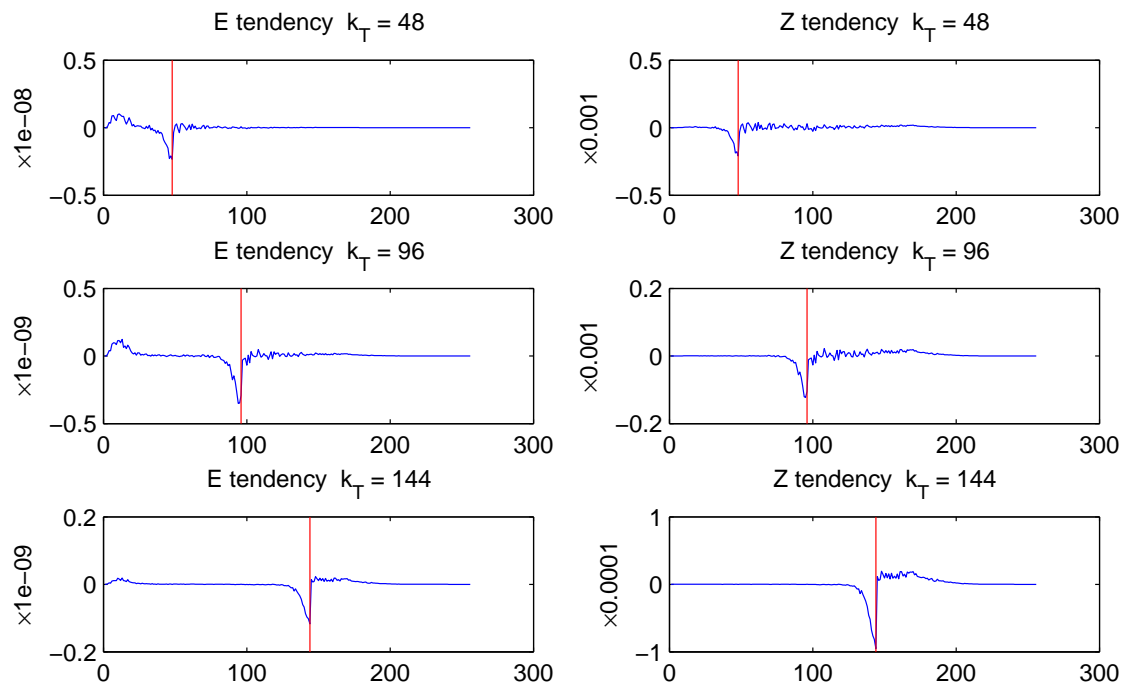 E tendency k_T = 48
Z tendency k_T = 48
0.5
0
−0.5
×1e−08
0 100 200 300
0.5
0
−0.5
×0.001
0 100 200 300
E tendency k_T = 96
Z tendency k_T = 96
0.5
0
−0.5
×1e−09
0 100 200 300
0.2
0
−0.2
×0.001
0 100 200 300
E tendency k_T = 144
Z tendency k_T = 144
0.2
0
−0.2
×1e−09
0 100 200 300
1
0
−1
×0.0001
0 100 200 300